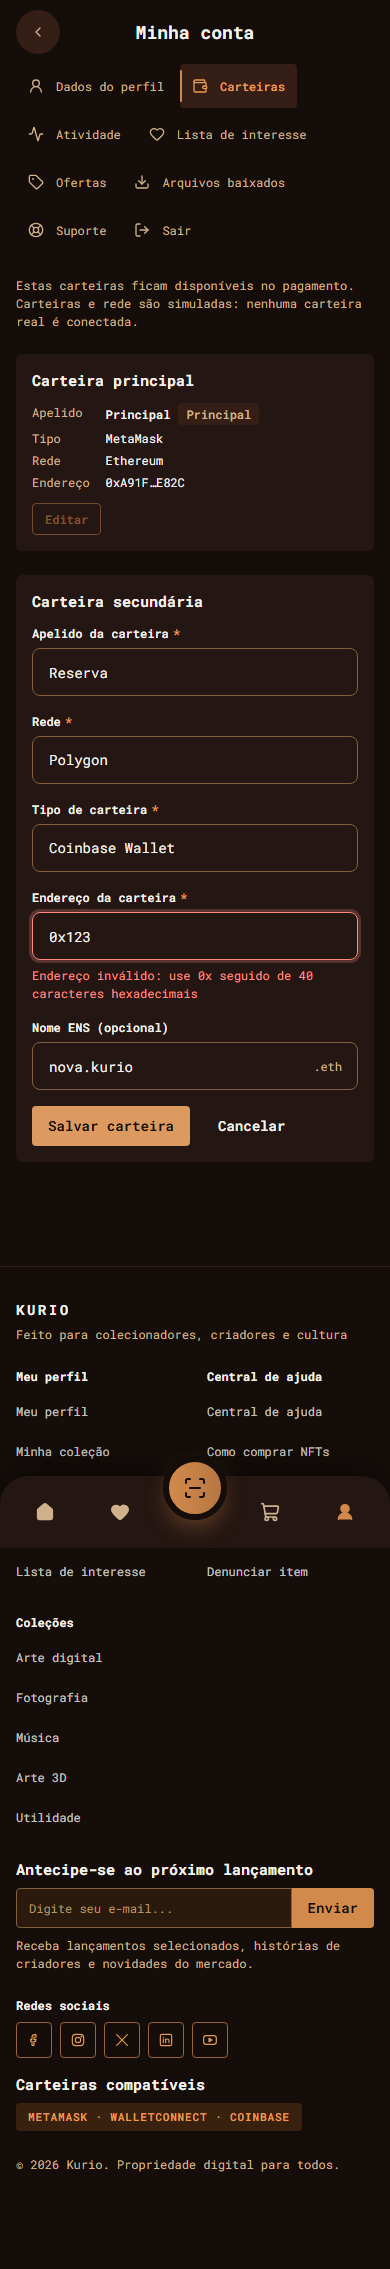 Minha conta
Dados do perfil
Carteiras
Atividade
Lista de interesse
Ofertas
Arquivos baixados
Suporte
Sair
Estas carteiras ficam disponíveis no pagamento.
Carteiras e rede são simuladas: nenhuma carteira
real é conectada.
Carteira principal
Apelido Principal Principal
Tipo MetaMask
Rede Ethereum
Endereço 0xA91F…E82C
Editar
Carteira secundária
Apelido da carteira *
Reserva
Rede *
Polygon
Tipo de carteira *
Coinbase Wallet
Endereço da carteira *
0x123
Endereço inválido: use 0x seguido de 40
caracteres hexadecimais
Nome ENS (opcional)
nova.kurio .eth
Salvar carteira Cancelar
KURIO
Feito para colecionadores, criadores e cultura
Meu perfil Central de ajuda
Meu perfil Central de ajuda
Minha coleção Como comprar NFTs
Lista de interesse Denunciar item
Coleções
Arte digital
Fotografia
Música
Arte 3D
Utilidade
Antecipe-se ao próximo lançamento
Digite seu e-mail... Enviar
Receba lançamentos selecionados, histórias de
criadores e novidades do mercado.
Redes sociais
Carteiras compatíveis
METAMASK · WALLETCONNECT · COINBASE
© 2026 Kurio. Propriedade digital para todos.